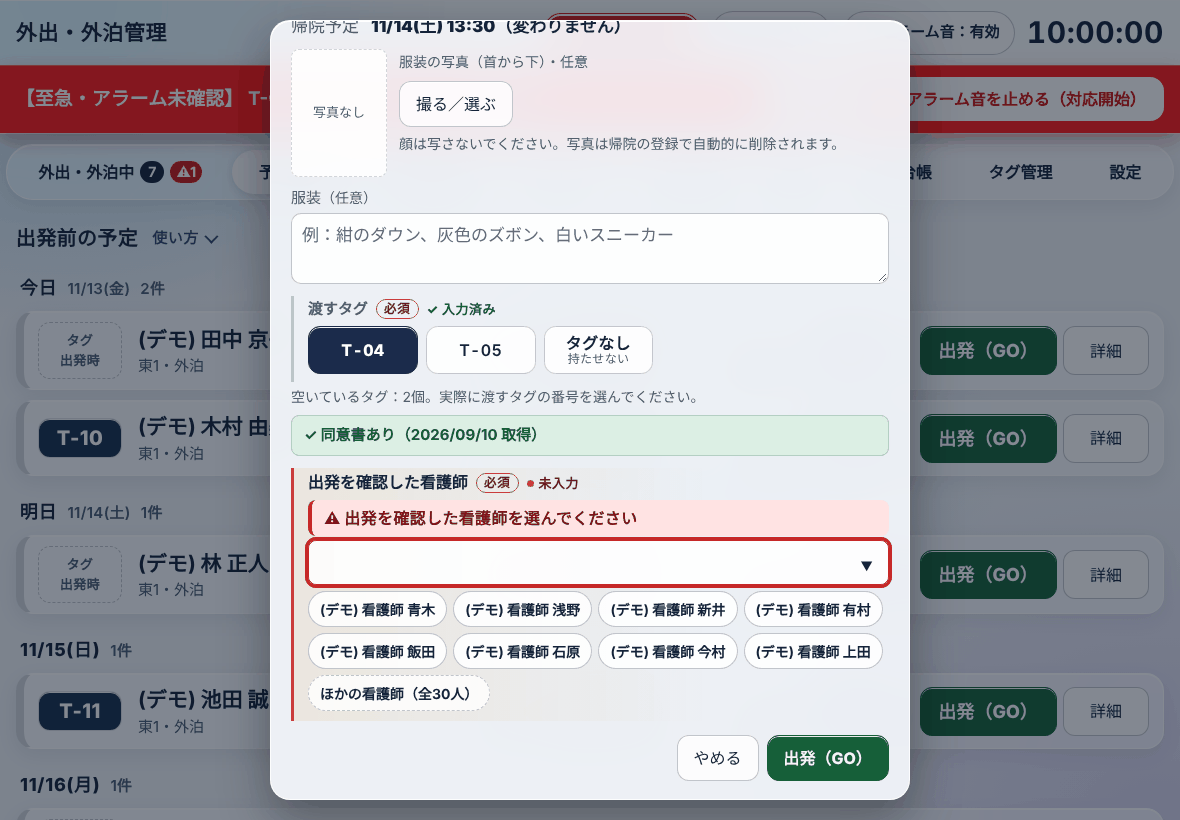 外出・外泊管理
ーム音：有効
10:00:00
【至急・アラーム未確認】 T-
アラーム音を止める（対応開始）
外出・外泊中 7 ▲1
予
台帳
タグ管理
設定
出発前の予定
使い方
今日 11/13(金) 2件
タグ
出発時
(デモ) 田中 京
東1・外泊
出発（GO）
詳細
T-10
(デモ) 木村 由
東1・外泊
出発（GO）
詳細
明日 11/14(土) 1件
タグ
出発時
(デモ) 林 正人
東1・外泊
出発（GO）
詳細
11/15(日) 1件
T-11
(デモ) 池田 誠
東1・外泊
出発（GO）
詳細
11/16(月) 1件
帰院予定 11/14(土) 13:30（変わりません）
写真なし
服装の写真（首から下）・任意
撮る／選ぶ
顔は写さないでください。写真は帰院の登録で自動的に削除されます。
服装（任意）
例：紺のダウン、灰色のズボン、白いスニーカー
渡すタグ 必須 ✓ 入力済み
T-04
T-05
タグなし
持たせない
空いているタグ：2個。実際に渡すタグの番号を選んでください。
✓ 同意書あり（2026/09/10 取得）
出発を確認した看護師 必須 ● 未入力
⚠ 出発を確認した看護師を選んでください
▼
(デモ) 看護師 青木
(デモ) 看護師 浅野
(デモ) 看護師 新井
(デモ) 看護師 有村
(デモ) 看護師 飯田
(デモ) 看護師 石原
(デモ) 看護師 今村
(デモ) 看護師 上田
ほかの看護師（全30人）
やめる
出発（GO）